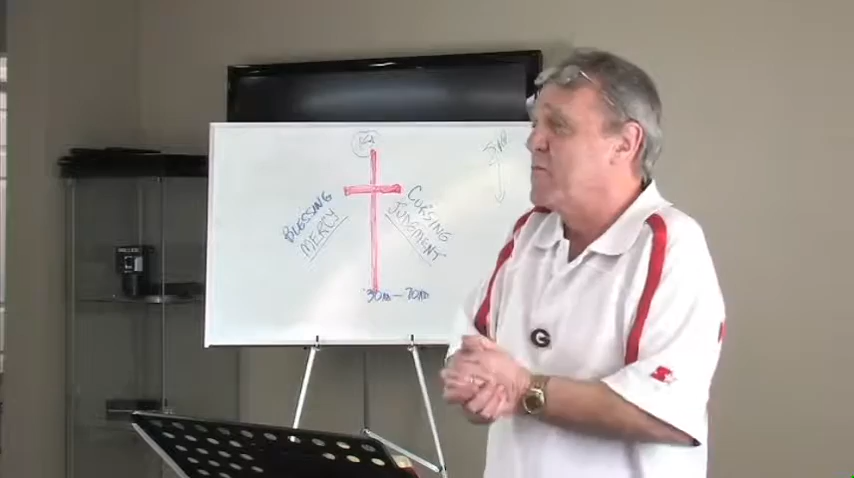 BLESSING
MERCY
CURSING
JUDGMENT
30AD — 70AD
G